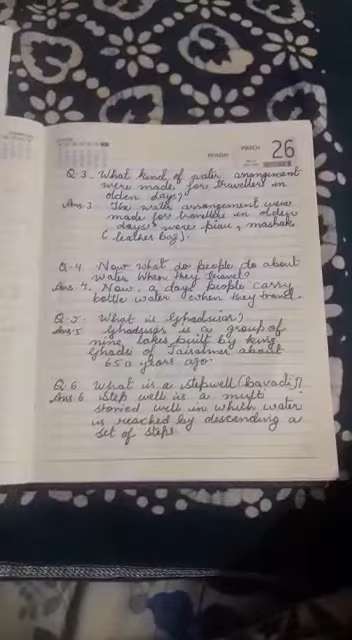 MONDAY MARCH 26
Q 3. What kind of water arrangement
were made for travellers in
olden days?
Ans 3. The water arrangement were
made for travellers in olden
days were piau, mashak
(leather bag).
Q.4. Now what do people do about
water when they travel?
Ans. 4. Now a days people carry
bottle water when they travel.
Q.5. What is Ghadsisar?
Ans 5 Ghadsisar is a group of
nine lakes built by king
Ghadsi of Jaisalmer about
650 years ago.
Q 6. What is a stepwell (bavadi)?
Ans 6 step well is a multi
storied well in which water
is reached by descending a
set of steps.